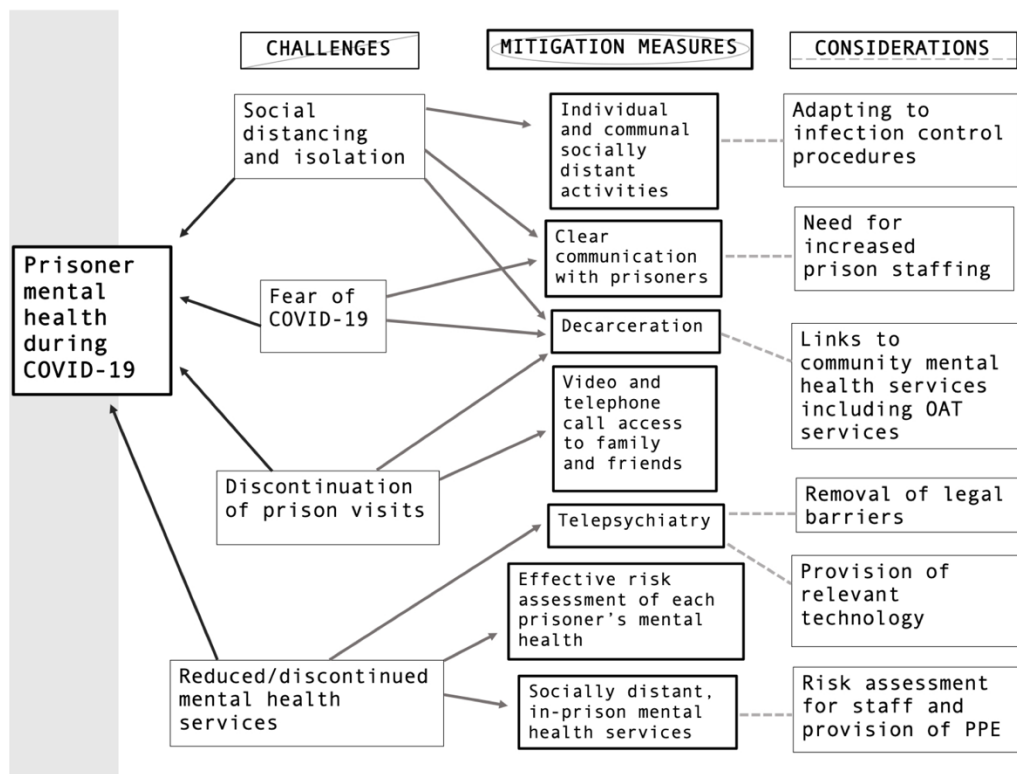 CHALLENGES
MITIGATION MEASURES
CONSIDERATIONS
Prisoner
mental
health
during
COVID-19
Social
distancing
and isolation
Fear of
COVID-19
Discontinuation
of prison visits
Reduced/discontinued
mental health
services
Individual
and communal
socially
distant
activities
Clear
communication
with prisoners
Decarceration
Video and
telephone
call access
to family
and friends
Telepsychiatry
Effective risk
assessment of each
prisoner’s mental
health
Socially distant,
in-prison mental
health services
Adapting to
infection control
procedures
Need for
increased
prison staffing
Links to
community mental
health services
including OAT
services
Removal of legal
barriers
Provision of
relevant
technology
Risk assessment
for staff and
provision of PPE